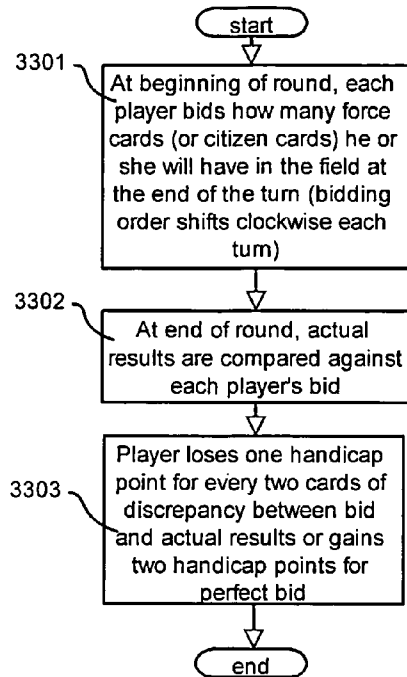 start
3301
At beginning of round, each
player bids how many force
cards (or citizen cards) he or
she will have in the field at
the end of the turn (bidding
order shifts clockwise each
turn)
3302
At end of round, actual
results are compared against
each player's bid
3303
Player loses one handicap
point for every two cards of
discrepancy between bid
and actual results or gains
two handicap points for
perfect bid
end